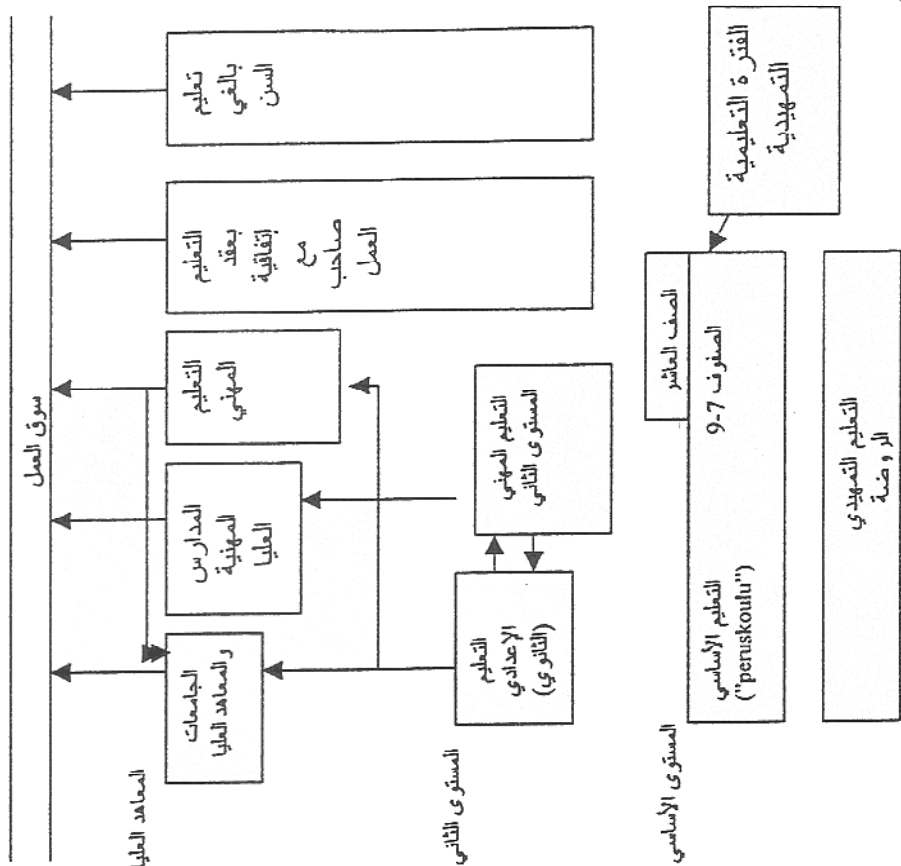 سوق العمل
المعاهد العليا
تعليم
بالغي
السن
التعليم
بعقد
إتفاقية
مع
صاحب
العمل
التعليم
المهني
المدارس
المهنية
العليا
الجامعات
والمعاهد العليا
المستوى الثاني
التعليم المهني
المستوى الثاني
التعليم
الاعدادي
(الثانوي)
المستوى الأساسي
الصف العاشر
الصفوف 7-9
التعليم الأساسي
("peruskoulu")
الفترة التعليمية
التمهيدية
التعليم التمهيدي
الروضة